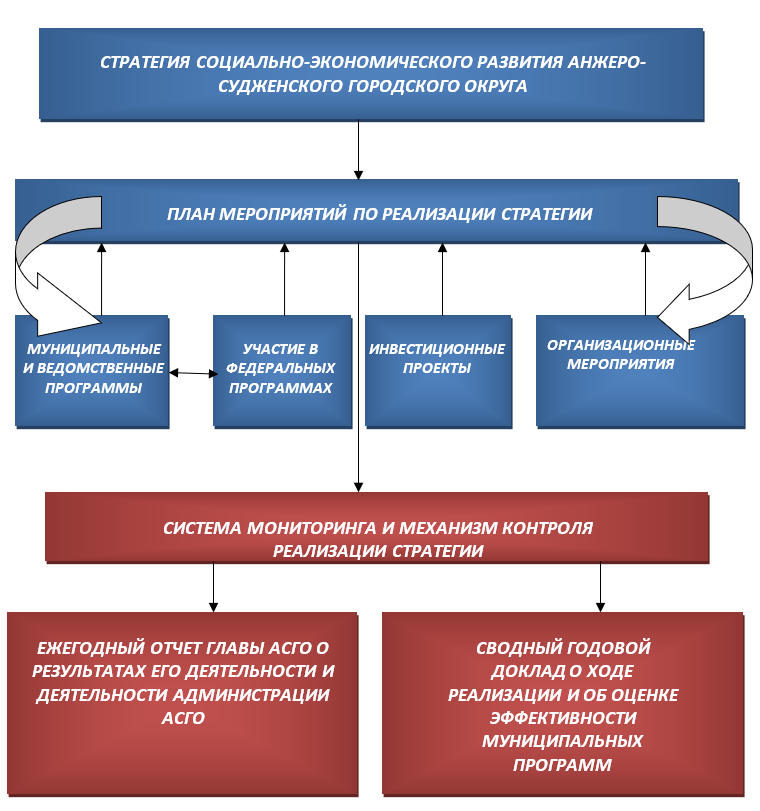 СТРАТЕГИЯ СОЦИАЛЬНО-ЭКОНОМИЧЕСКОГО РАЗВИТИЯ АНЖЕРО-
СУДЖЕНСКОГО ГОРОДСКОГО ОКРУГА
ПЛАН МЕРОПРИЯТИЙ ПО РЕАЛИЗАЦИИ СТРАТЕГИИ
МУНИЦИПАЛЬНЫЕ
И ВЕДОМСТВЕННЫЕ
ПРОГРАММЫ
УЧАСТИЕ В
ФЕДЕРАЛЬНЫХ
ПРОГРАММАХ
ИНВЕСТИЦИОННЫЕ
ПРОЕКТЫ
ОРГАНИЗАЦИОННЫЕ
МЕРОПРИЯТИЯ
СИСТЕМА МОНИТОРИНГА И МЕХАНИЗМ КОНТРОЛЯ
РЕАЛИЗАЦИИ СТРАТЕГИИ
ЕЖЕГОДНЫЙ ОТЧЕТ ГЛАВЫ АСГО О
РЕЗУЛЬТАТАХ ЕГО ДЕЯТЕЛЬНОСТИ И
ДЕЯТЕЛЬНОСТИ АДМИНИСТРАЦИИ
АСГО
СВОДНЫЙ ГОДОВОЙ
ДОКЛАД О ХОДЕ
РЕАЛИЗАЦИИ И ОБ ОЦЕНКЕ
ЭФФЕКТИВНОСТИ
МУНИЦИПАЛЬНЫХ
ПРОГРАММ